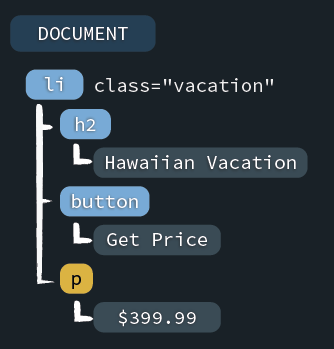 DOCUMENT
li class="vacation"
h2
Hawaiian Vacation
button
Get Price
p
$399.99